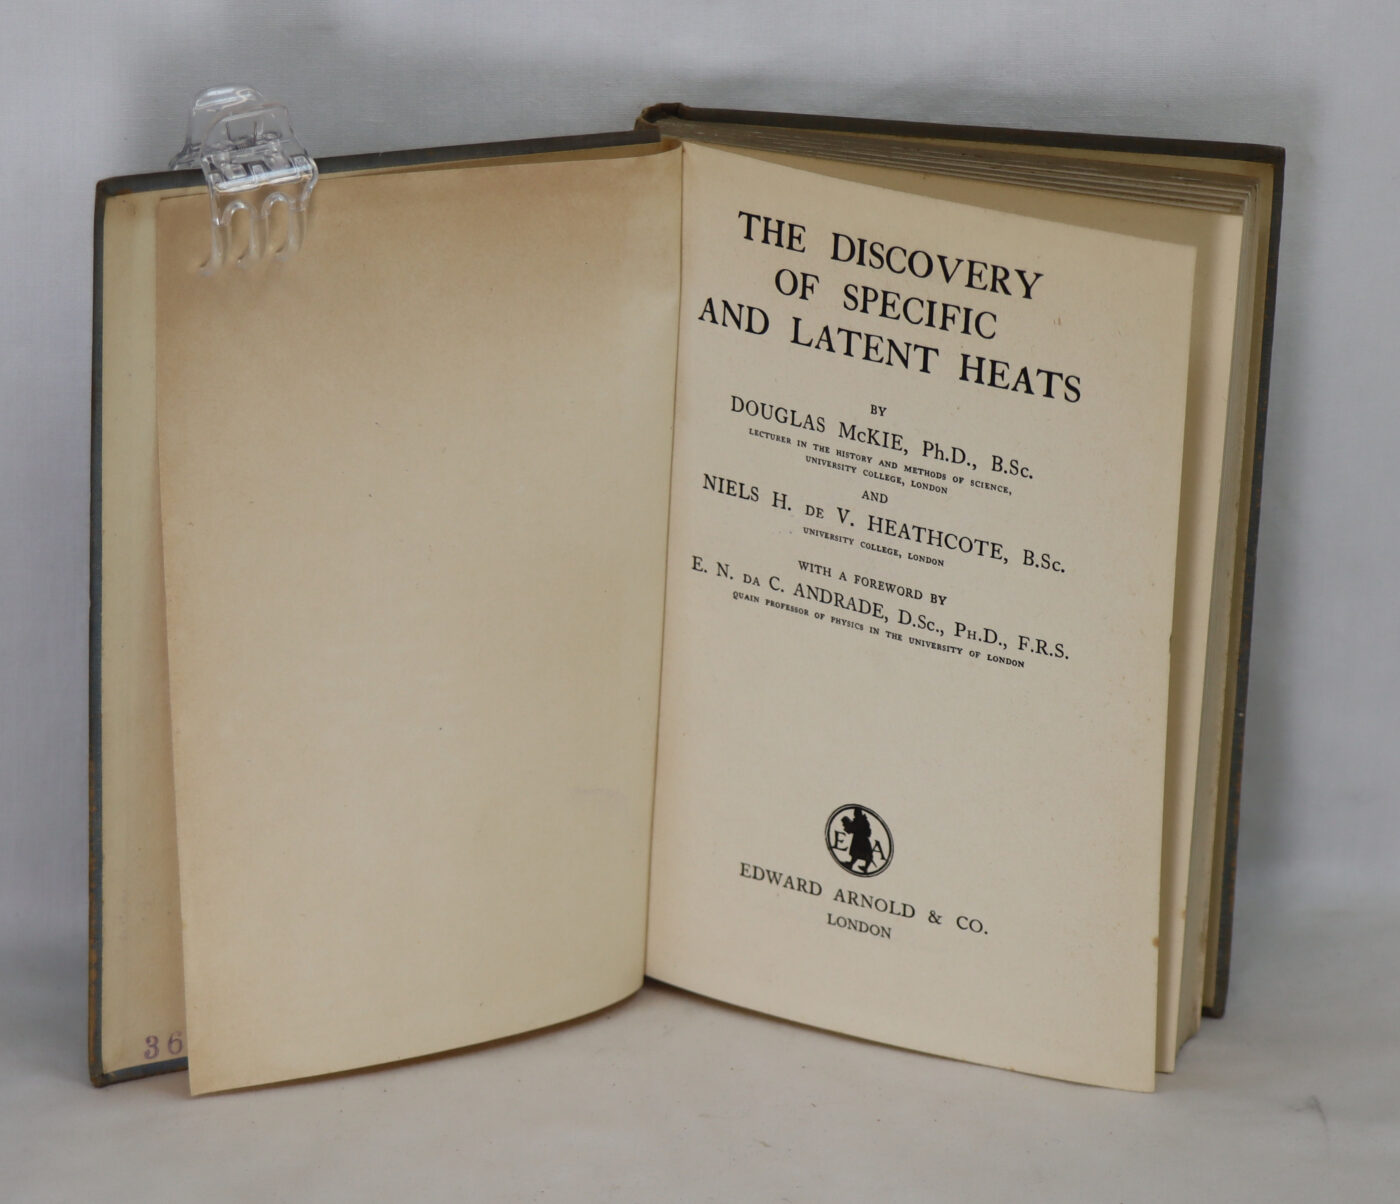 THE DISCOVERY
OF SPECIFIC
AND LATENT HEATS
BY
DOUGLAS McKIE, Ph.D., B.Sc.
LECTURER IN THE HISTORY AND METHODS OF SCIENCE,
UNIVERSITY COLLEGE, LONDON
AND
NIELS H. DE V. HEATHCOTE, B.Sc.
UNIVERSITY COLLEGE, LONDON
WITH A FOREWORD BY
E. N. DA C. ANDRADE, D.Sc., PH.D., F.R.S.
QUAIN PROFESSOR OF PHYSICS IN THE UNIVERSITY OF LONDON
E A
EDWARD ARNOLD & CO.
LONDON
36